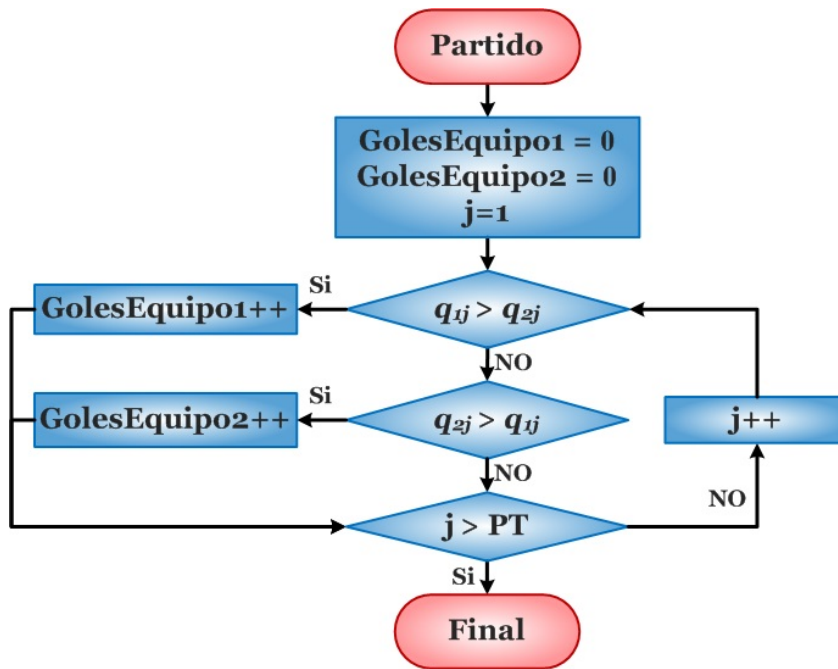 Partido
GolesEquipo1 = 0
GolesEquipo2 = 0
j=1
Si
GolesEquipo1++
q1j > q2j
NO
Si
GolesEquipo2++
q2j > q1j
j++
NO
NO
j > PT
Si
Final